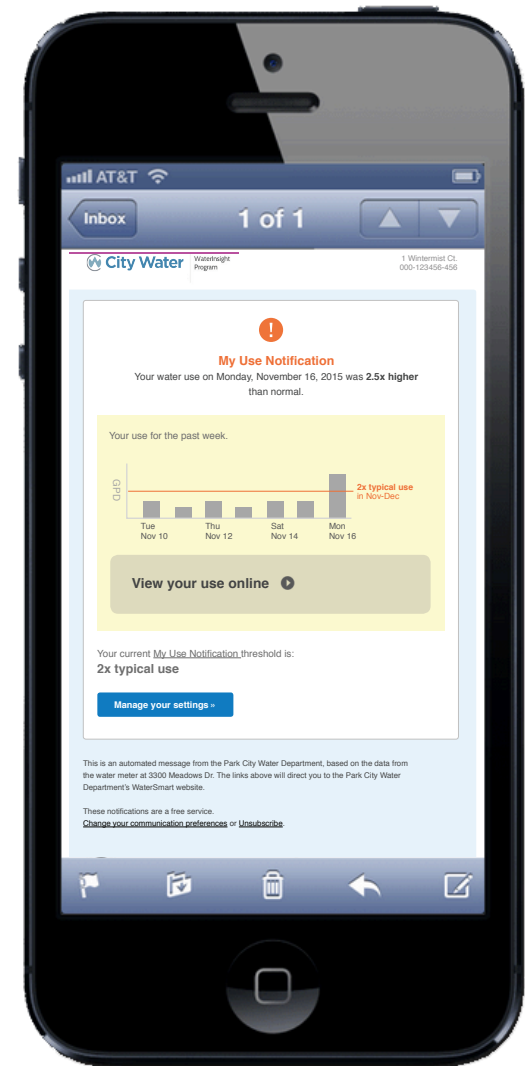 AT&T
Inbox
1 of 1
City Water
WaterInsight
Program
1 Wintermist Ct.
000-123456-456
!
My Use Notification
Your water use on Monday, November 16, 2015 was 2.5x higher
than normal.
Your use for the past week.
GPD
2x typical use
in Nov-Dec
Tue
Nov 10
Thu
Nov 12
Sat
Nov 14
Mon
Nov 16
View your use online
Your current My Use Notification threshold is:
2x typical use
Manage your settings »
This is an automated message from the Park City Water Department, based on the data from
the water meter at 3300 Meadows Dr. The links above will direct you to the Park City Water
Department's WaterSmart website.
These notifications are a free service.
Change your communication preferences or Unsubscribe.